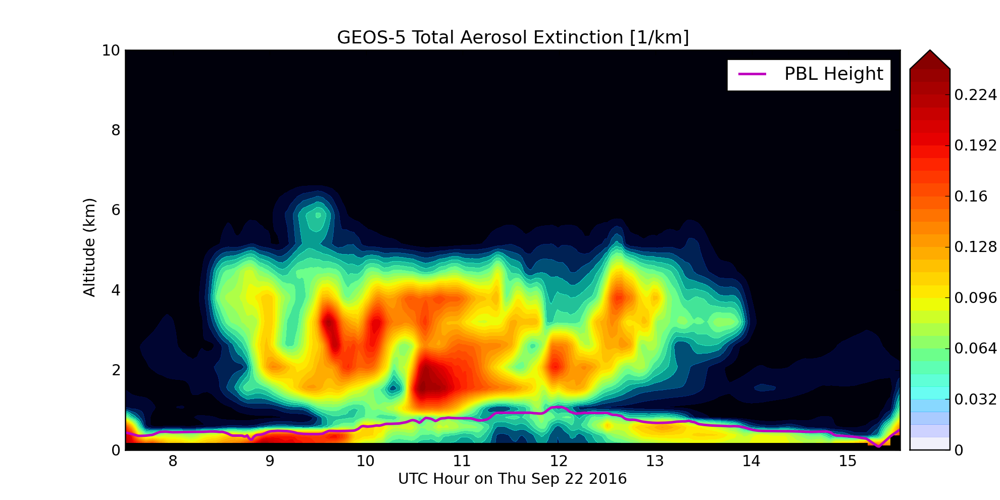 GEOS-5 Total Aerosol Extinction [1/km]
PBL Height
Altitude (km)
10
8
6
4
2
0
8 9 10 11 12 13 14 15
UTC Hour on Thu Sep 22 2016
0.224
0.192
0.16
0.128
0.096
0.064
0.032
0